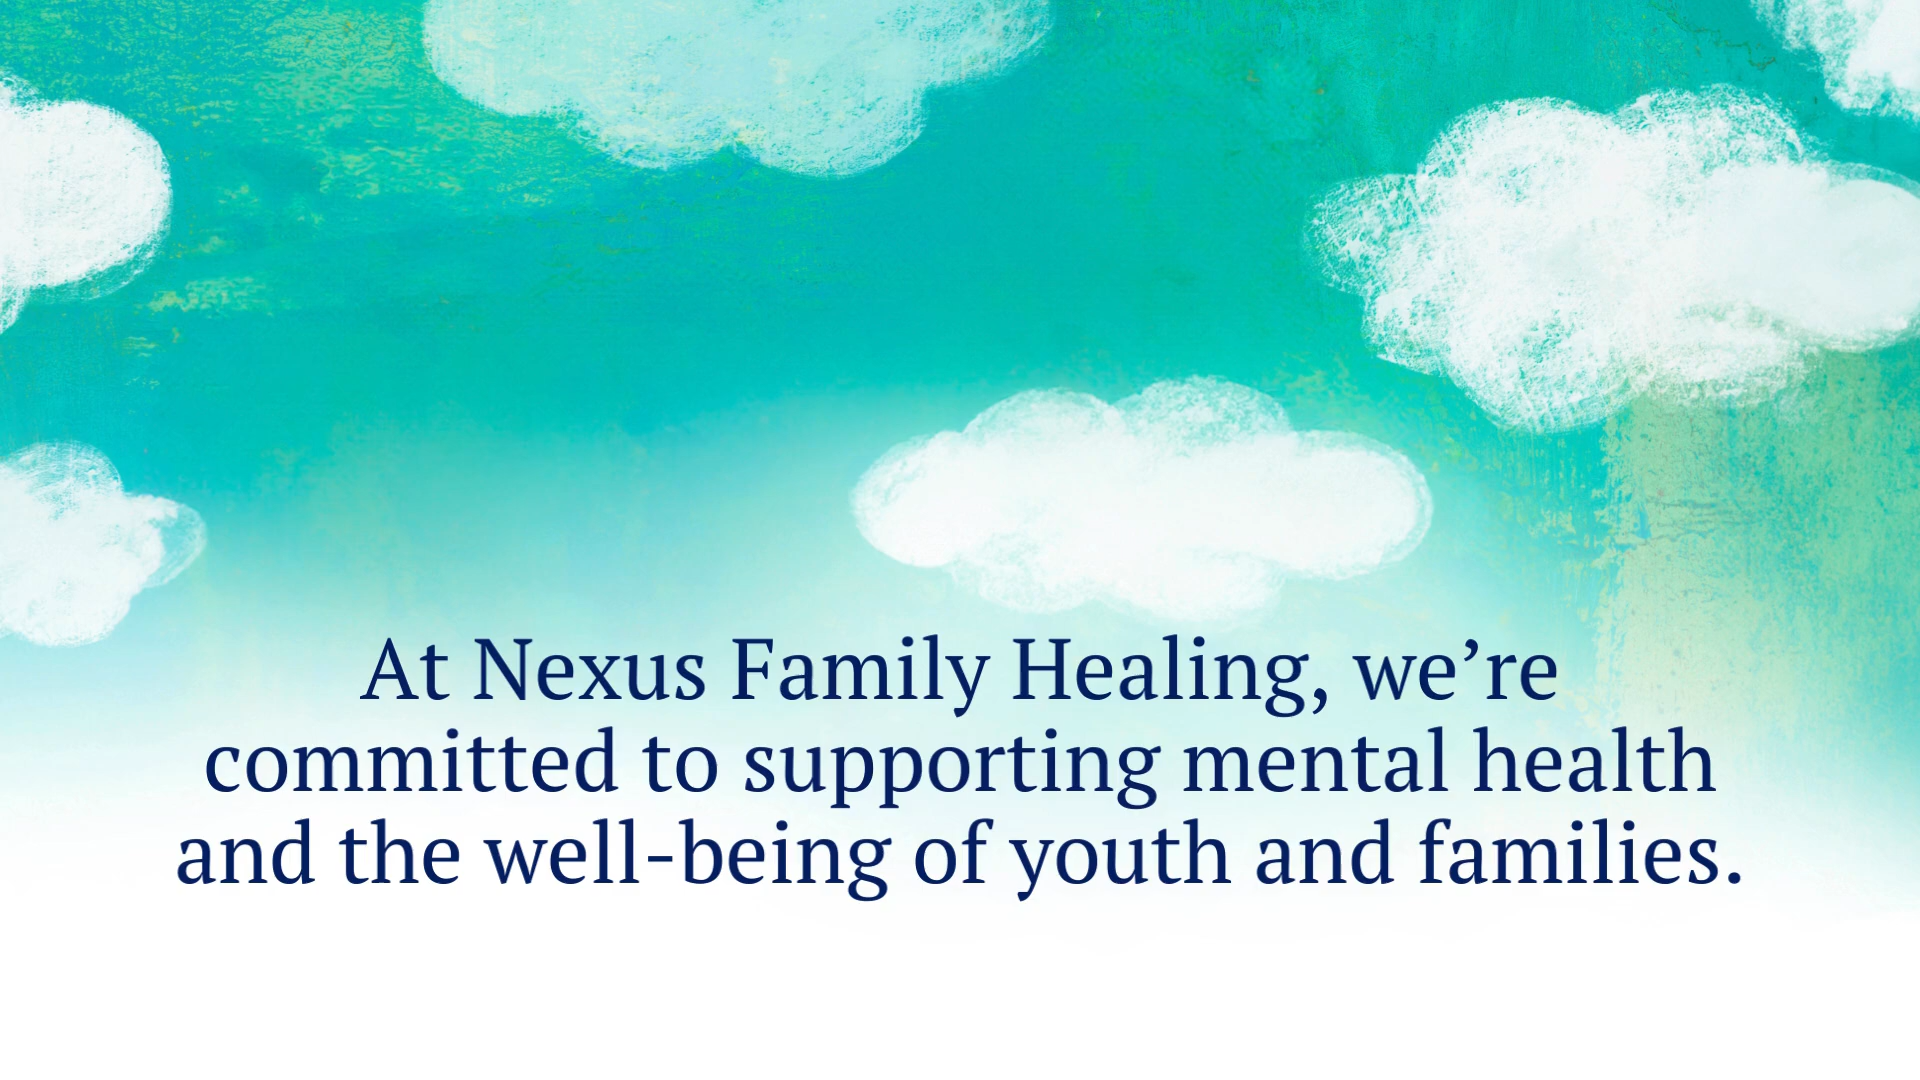 At Nexus Family Healing, we’re
committed to supporting mental health
and the well-being of youth and families.